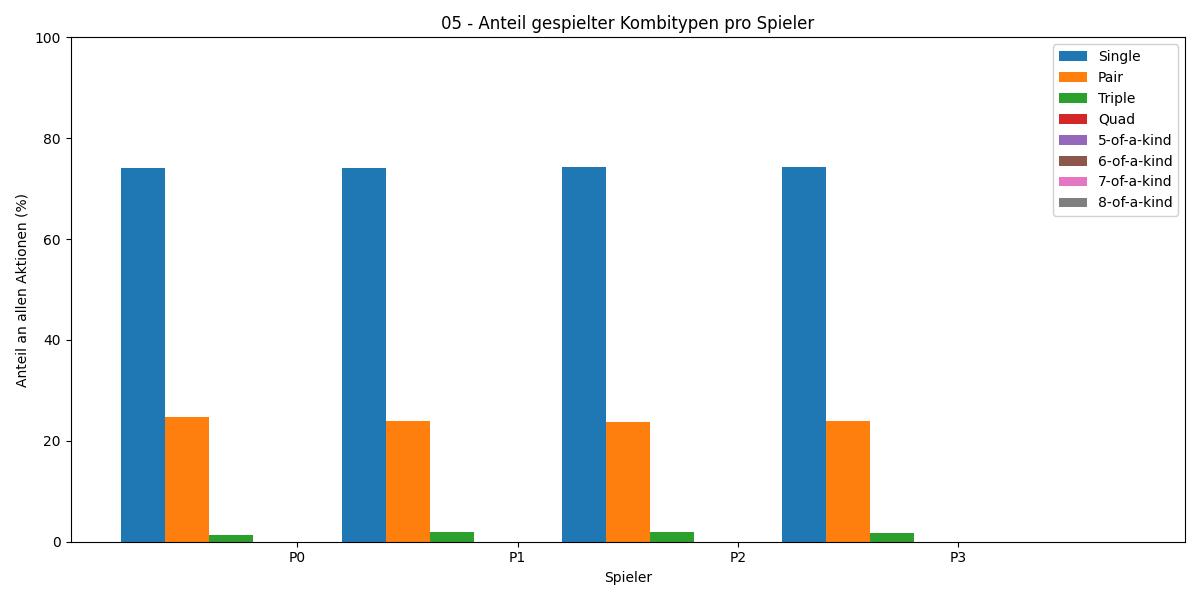 05 - Anteil gespielter Kombitypen pro Spieler
100
80
60
40
20
0
Anteil an allen Aktionen (%)
Single
Pair
Triple
Quad
5-of-a-kind
6-of-a-kind
7-of-a-kind
8-of-a-kind
P0 P1 P2 P3
Spieler